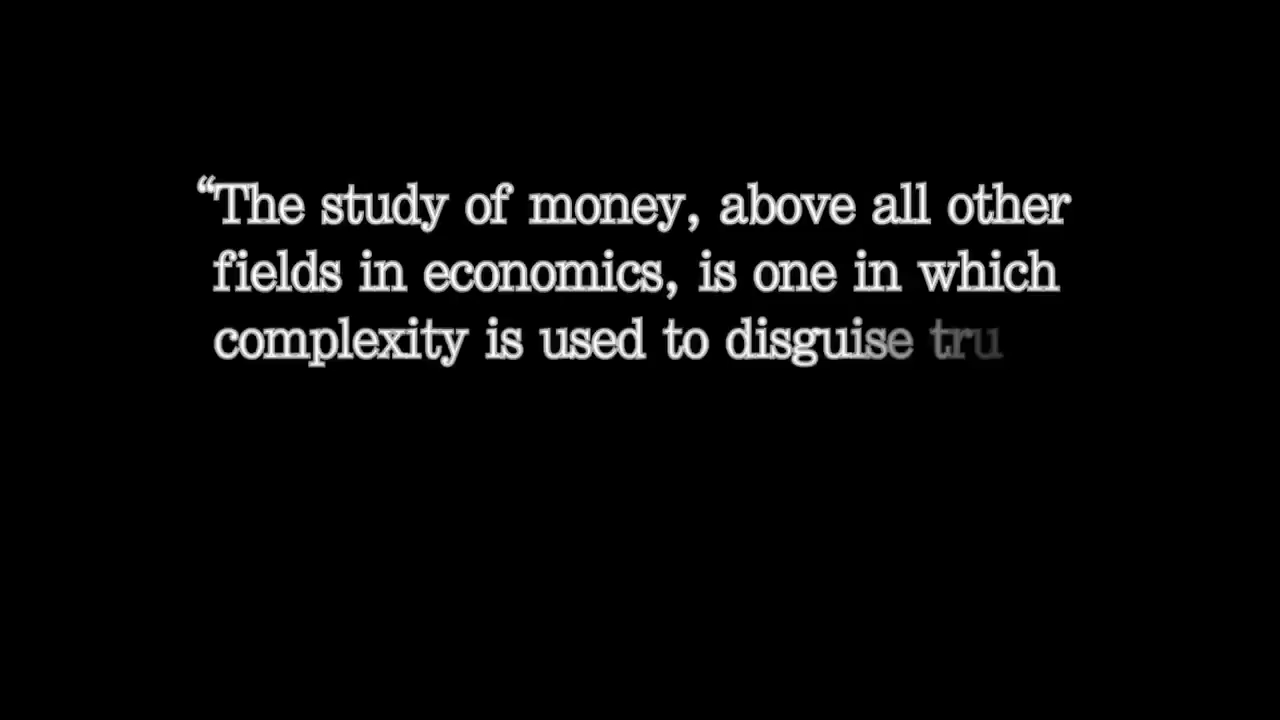 “The study of money, above all other
fields in economics, is one in which
complexity is used to disguise tru